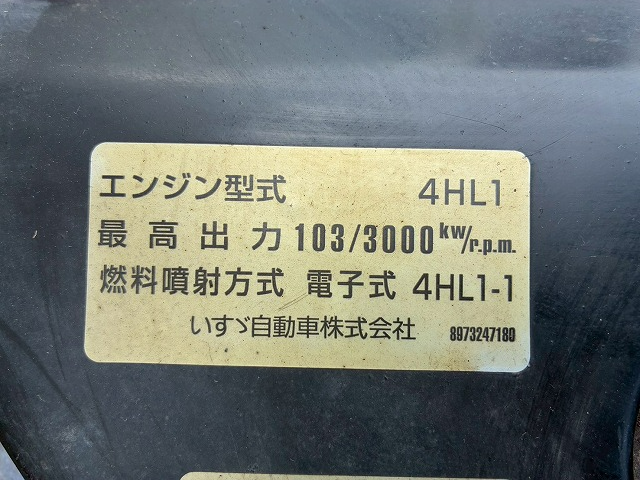 エンジン型式 4HL1
最高出力 103/3000 kw/r.p.m.
燃料噴射方式 電子式 4HL1-1
いすゞ自動車株式会社 8973247180